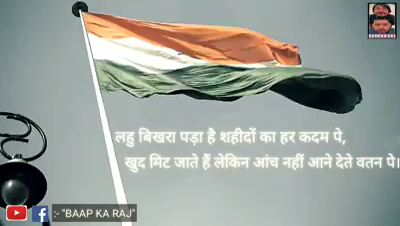 लहु बिखरा पड़ा है शहीदों का हर कदम पे,
खुद मिट जाते हैं लेकिन आंच नहीं आने देते वतन पे।
:- "BAAP KA RAJ"